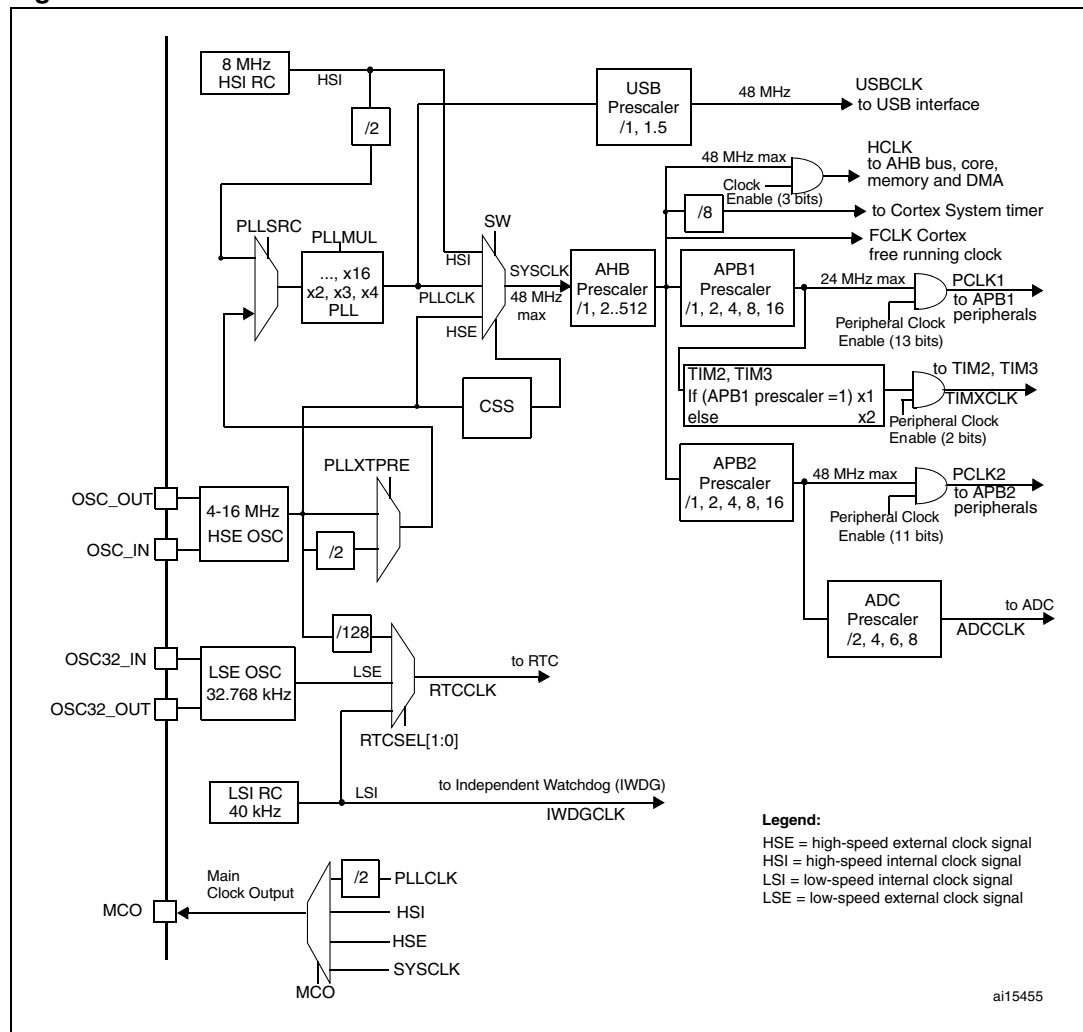 8 MHz
HSI RC
HSI
/2
USB
Prescaler
/1, 1.5
48 MHz
USBCLK
to USB interface
48 MHz max
HCLK
to AHB bus, core,
memory and DMA
Clock
Enable (3 bits)
/8
to Cortex System timer
FCLK Cortex
free running clock
PLLSRC
PLLMUL
..., x16
x2, x3, x4
PLL
SW
HSI
PLLCLK
HSE
SYSCLK
48 MHz
max
AHB
Prescaler
/1, 2..512
APB1
Prescaler
/1, 2, 4, 8, 16
24 MHz max
PCLK1
to APB1
peripherals
Peripheral Clock
Enable (13 bits)
TIM2, TIM3
If (APB1 prescaler =1) x1
else x2
to TIM2, TIM3
TIMXCLK
Peripheral Clock
Enable (2 bits)
CSS
PLLXTPRE
OSC_OUT
OSC_IN
4-16 MHz
HSE OSC
/2
APB2
Prescaler
/1, 2, 4, 8, 16
48 MHz max
PCLK2
to APB2
peripherals
Peripheral Clock
Enable (11 bits)
ADC
Prescaler
/2, 4, 6, 8
to ADC
ADCCLK
/128
OSC32_IN
OSC32_OUT
LSE OSC
32.768 kHz
LSE
to RTC
RTCCLK
RTCSEL[1:0]
LSI RC
40 kHz
LSI
to Independent Watchdog (IWDG)
IWDGCLK
Legend:
HSE = high-speed external clock signal
HSI = high-speed internal clock signal
LSI = low-speed internal clock signal
LSE = low-speed external clock signal
Main
Clock Output
MCO
/2
PLLCLK
HSI
HSE
SYSCLK
MCO
ai15455